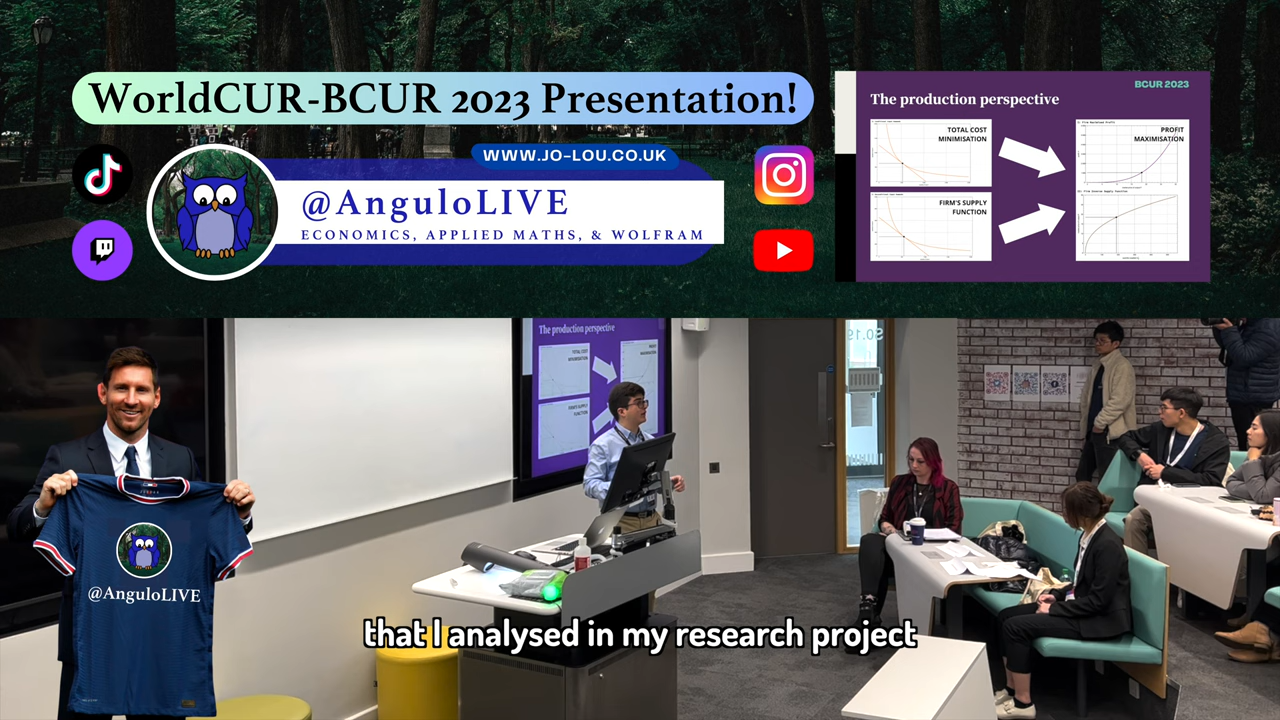 WorldCUR-BCUR 2023 Presentation!
WWW.JO-LOU.CO.UK
@AnguloLIVE
ECONOMICS, APPLIED MATHS, & WOLFRAM
BCUR 2023
The production perspective
TOTAL COST
MINIMISATION
PROFIT
MAXIMISATION
FIRM'S SUPPLY
FUNCTION
The production perspective
TOTAL COST
MINIMISATION
PROFIT
MAXIMISATION
FIRM'S SUPPLY
FUNCTION
@AnguloLIVE
that I analysed in my research project